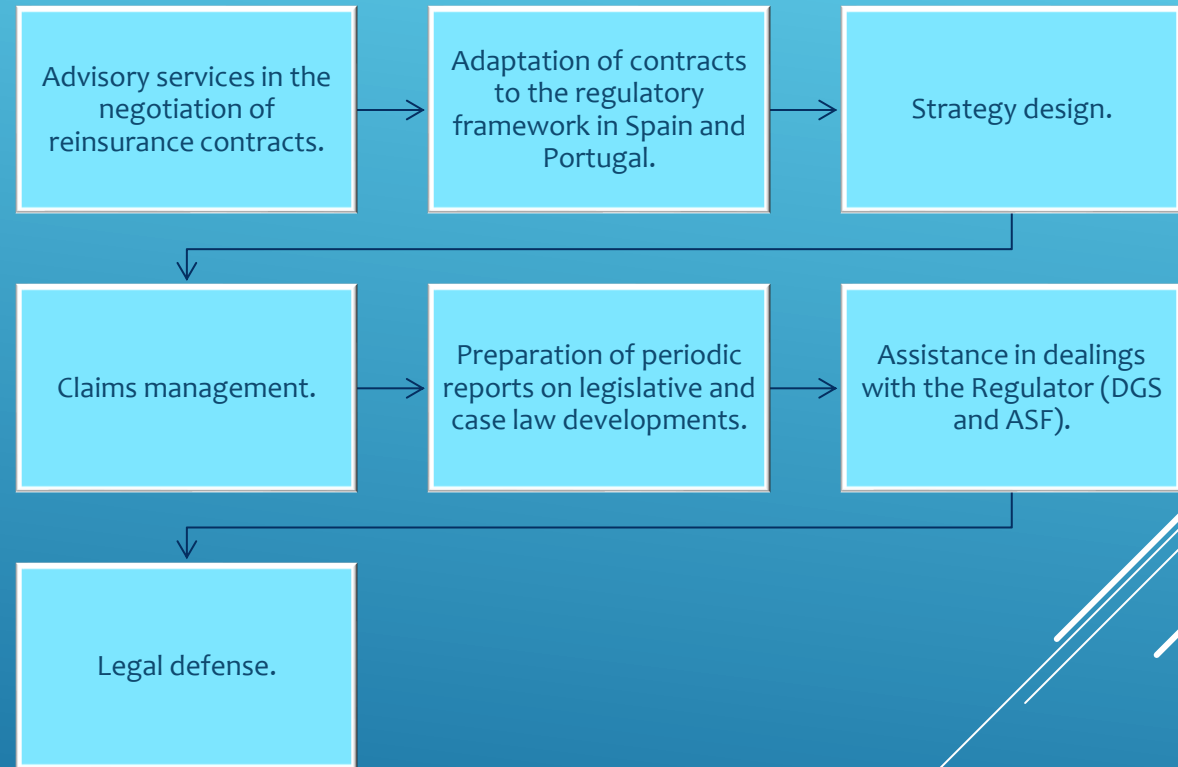 Advisory services in the
negotiation of
reinsurance contracts.
Adaptation of contracts
to the regulatory
framework in Spain and
Portugal.
Strategy design.
Claims management.
Preparation of periodic
reports on legislative and
case law developments.
Assistance in dealings
with the Regulator (DGS
and ASF).
Legal defense.